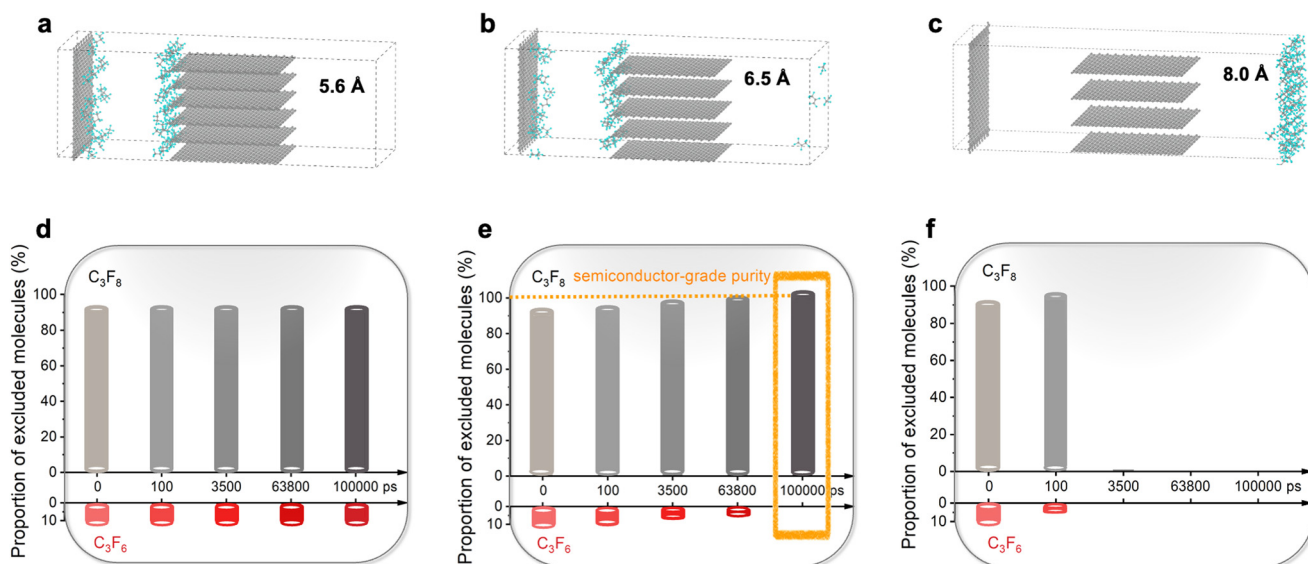 a
5.6 Å
b
6.5 Å
c
8.0 Å
d
Proportion of excluded molecules (%)
C₃F₈
100
80
60
40
20
0
0 100 3500 63800 100000 ps
0
10
C₃F₆
e
Proportion of excluded molecules (%)
C₃F₈ semiconductor-grade purity
100
80
60
40
20
0
0 100 3500 63800 100000 ps
0
10
C₃F₆
f
Proportion of excluded molecules (%)
C₃F₈
100
80
60
40
20
0
0 100 3500 63800 100000 ps
0
10
C₃F₆